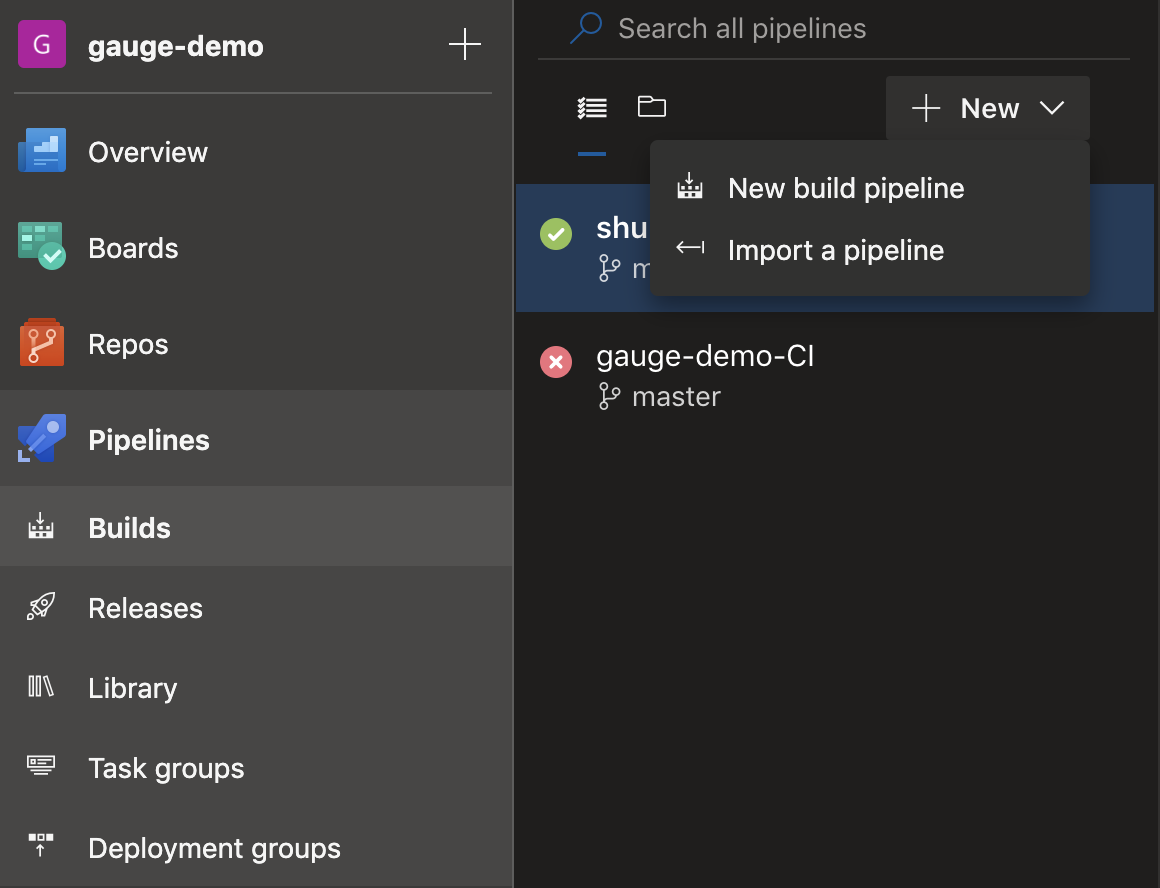 G
gauge-demo
Overview
Boards
Repos
Pipelines
Builds
Releases
Library
Task groups
Deployment groups
Search all pipelines
New
New build pipeline
Import a pipeline
shu
m
gauge-demo-CI
master